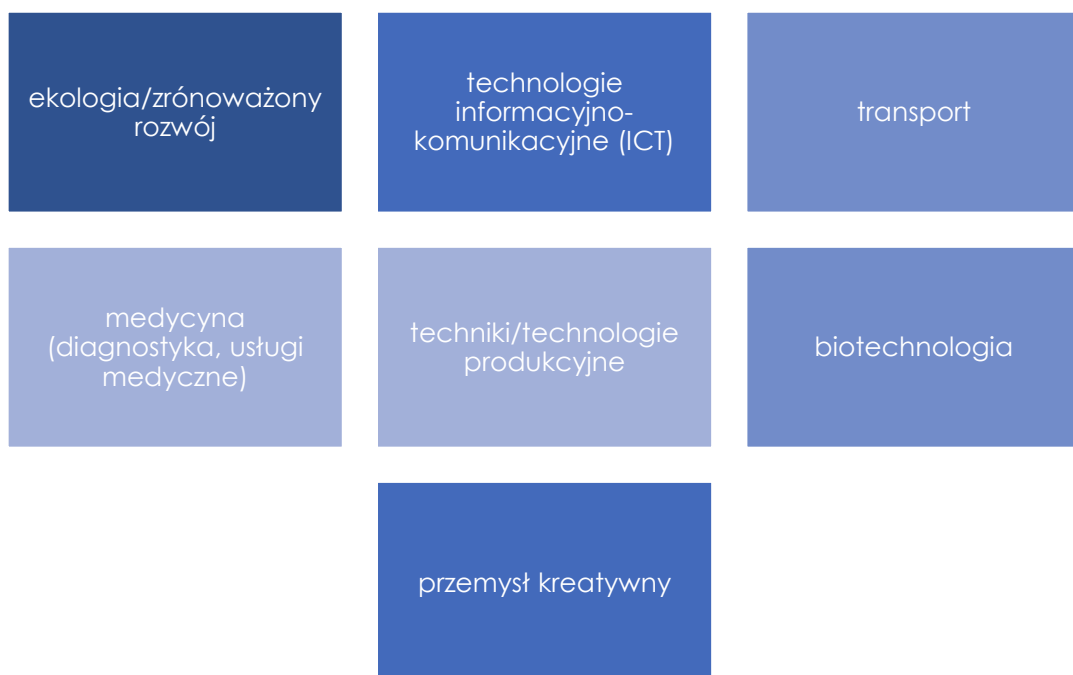 ekologia/zrónoważony
rozwój
technologie
informacyjno-
komunikacyjne (ICT)
transport
medycyna
(diagnostyka, usługi
medyczne)
techniki/technologie
produkcyjne
biotechnologia
przemysł kreatywny